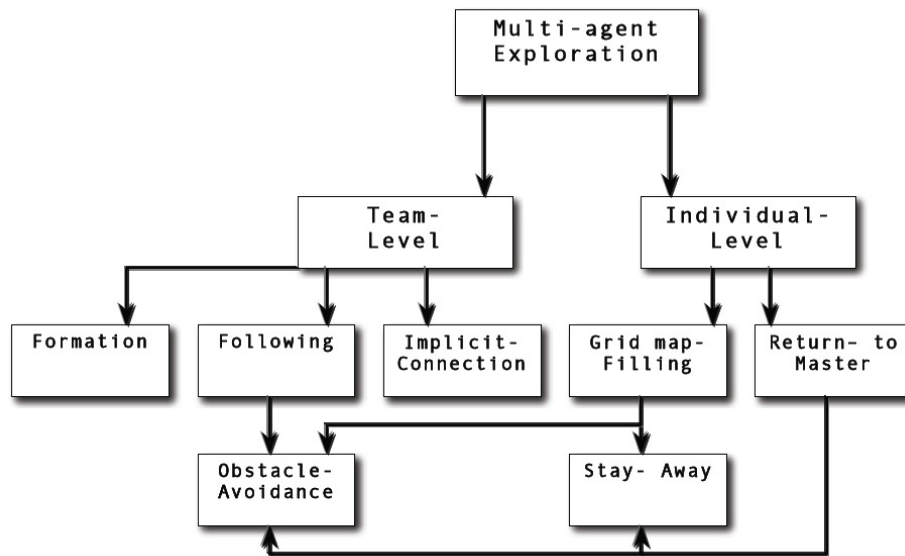 Multi-agent
Exploration
Team-
Level
Individual-
Level
Formation
Following
Implicit-
Connection
Grid map-
Filling
Return- to
Master
Obstacle-
Avoidance
Stay- Away